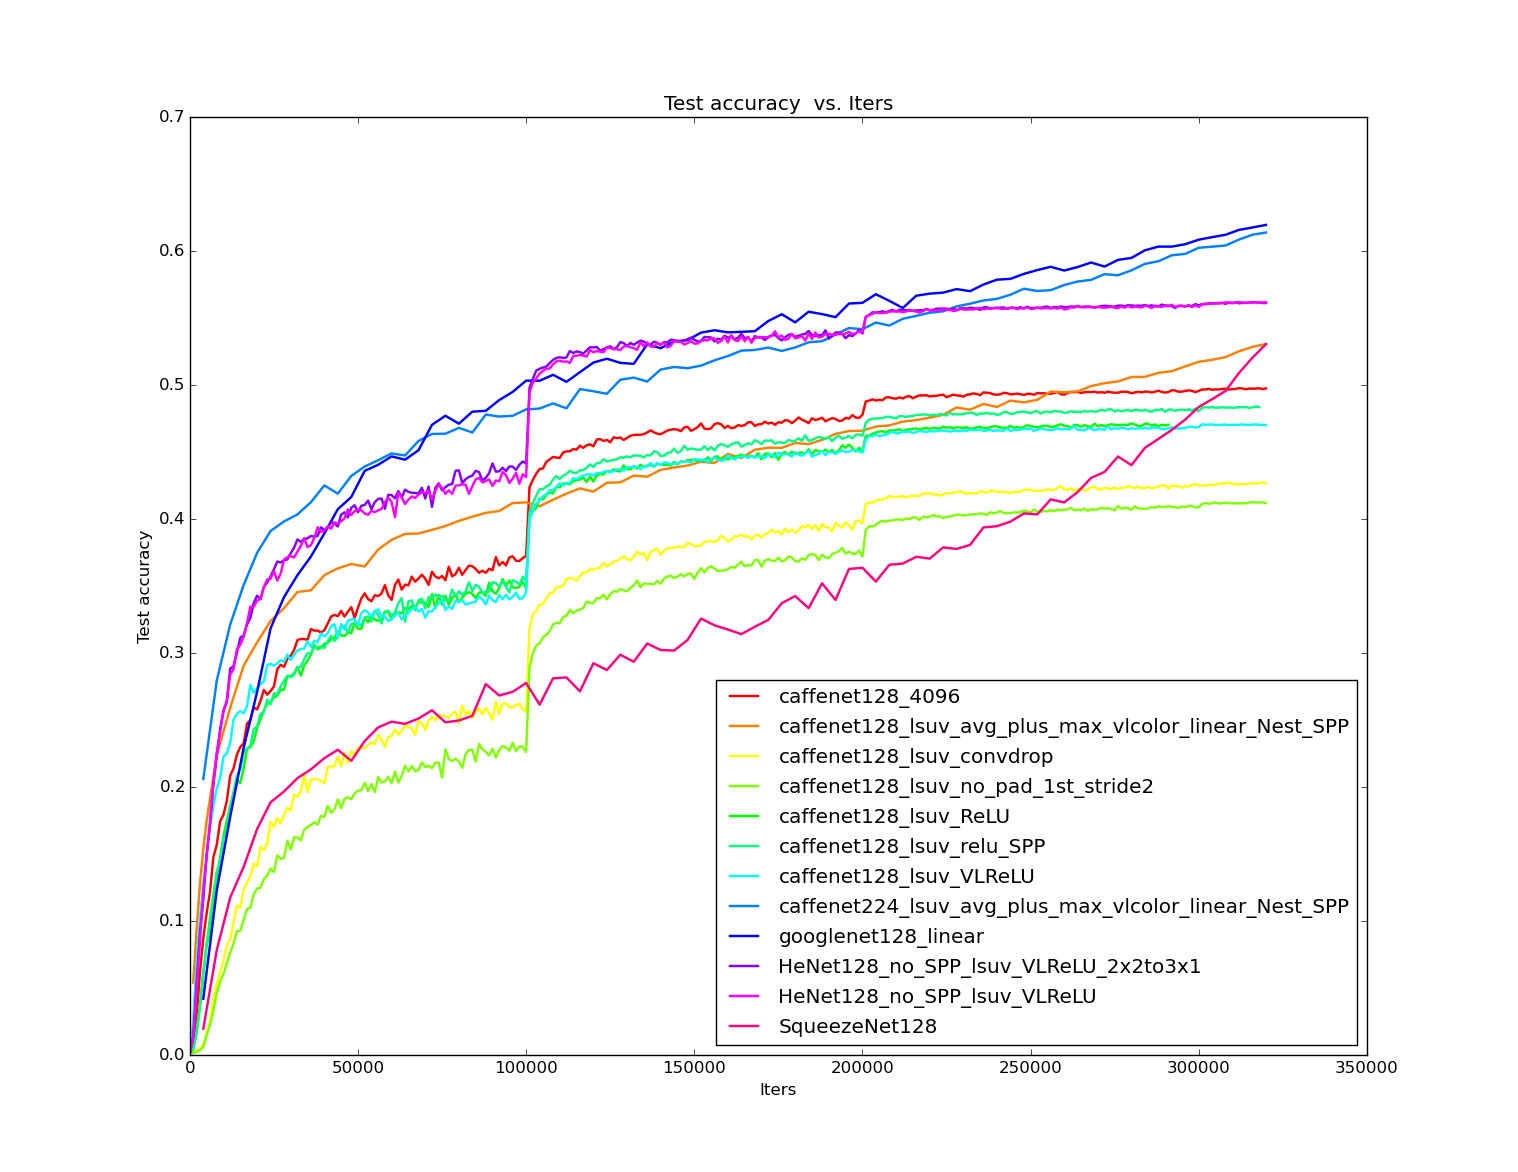 Test accuracy  vs. Iters
Test accuracy
0.7
0.6
0.5
0.4
0.3
0.2
0.1
0.0
caffenet128_4096
caffenet128_lsuv_avg_plus_max_vlcolor_linear_Nest_SPP
caffenet128_lsuv_convdrop
caffenet128_lsuv_no_pad_1st_stride2
caffenet128_lsuv_ReLU
caffenet128_lsuv_relu_SPP
caffenet128_lsuv_VLReLU
caffenet224_lsuv_avg_plus_max_vlcolor_linear_Nest_SPP
googlenet128_linear
HeNet128_no_SPP_lsuv_VLReLU_2x2to3x1
HeNet128_no_SPP_lsuv_VLReLU
SqueezeNet128
0 50000 100000 150000 200000 250000 300000 350000
Iters